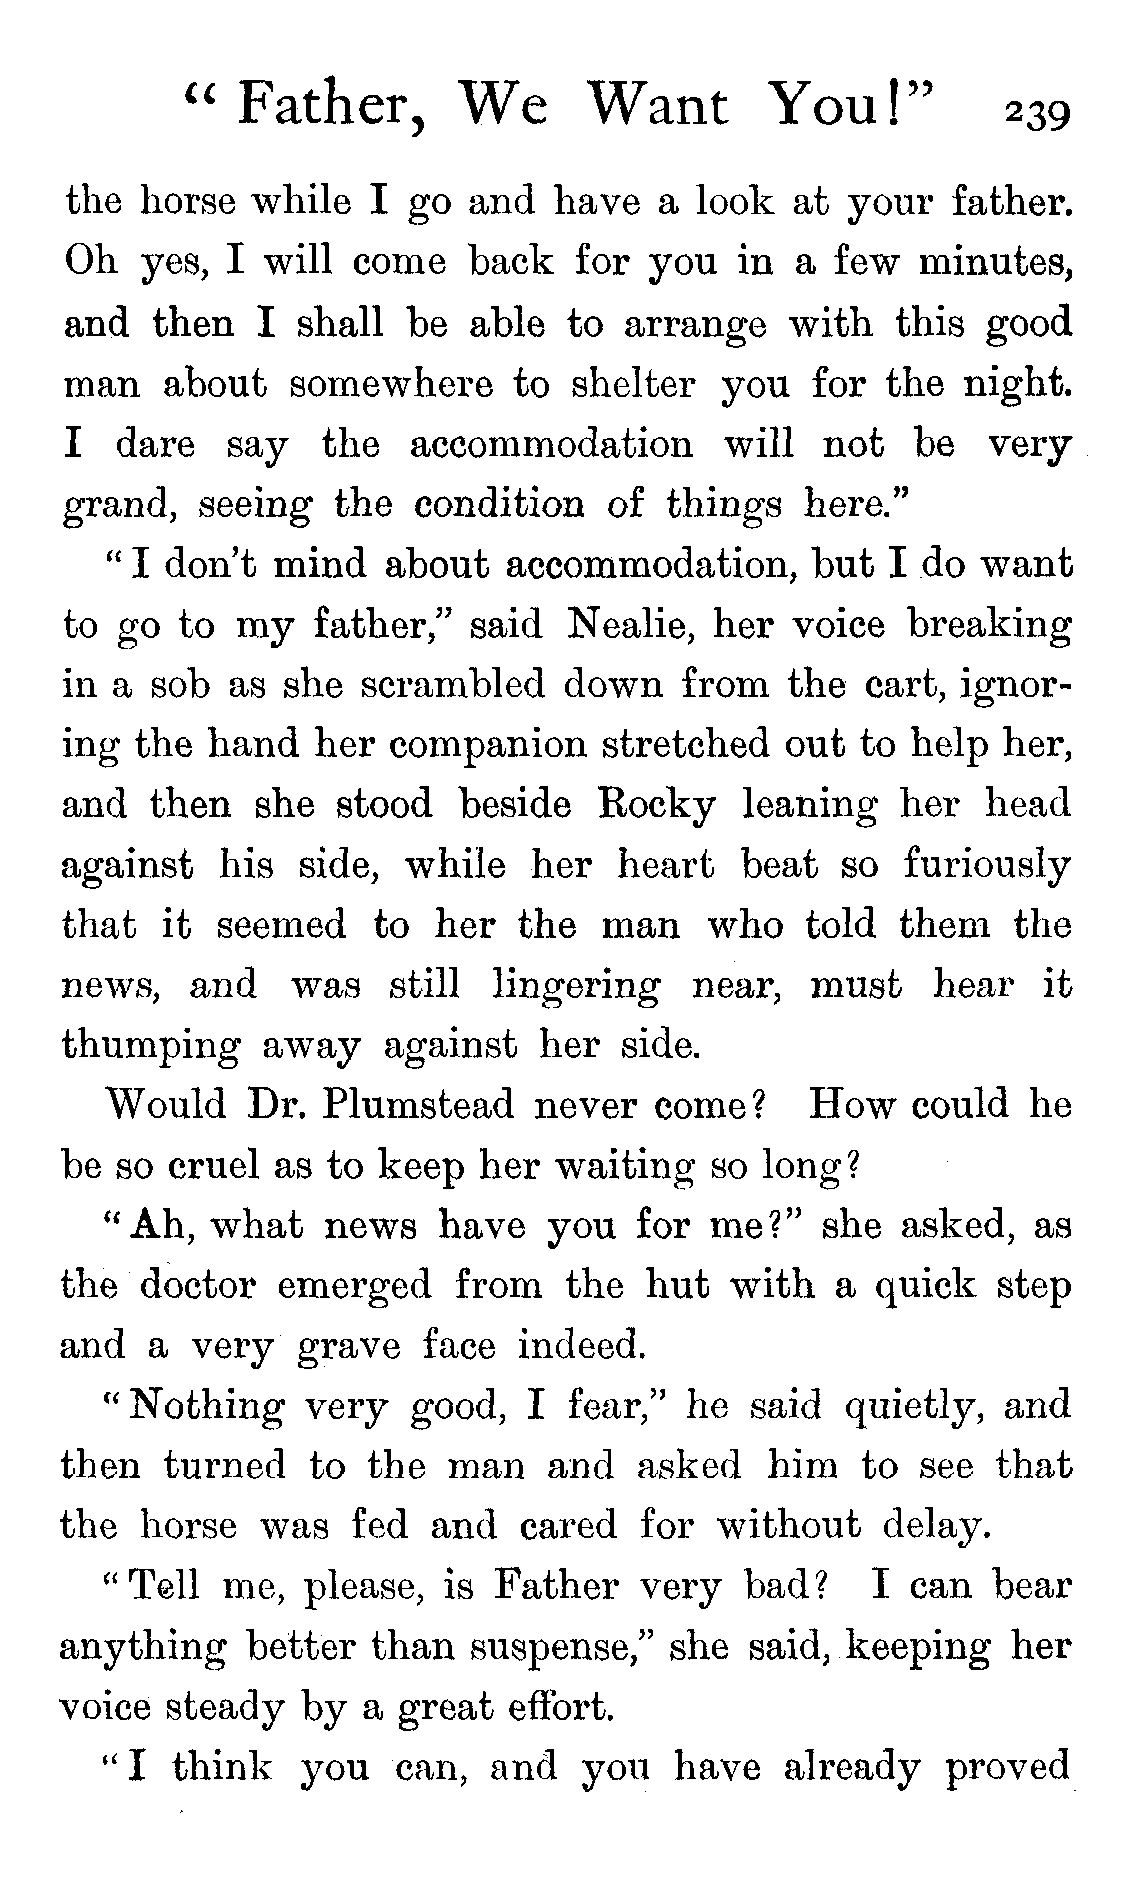 “Father, We Want You!” 239
the horse while I go and have a look at your father.
Oh yes, I will come back for you in a few minutes,
and then I shall be able to arrange with this good
man about somewhere to shelter you for the night.
I dare say the accommodation will not be very
grand, seeing the condition of things here.”
“I don’t mind about accommodation, but I do want
to go to my father,” said Nealie, her voice breaking
in a sob as she scrambled down from the cart, ignor-
ing the hand her companion stretched out to help her,
and then she stood beside Rocky leaning her head
against his side, while her heart beat so furiously
that it seemed to her the man who told them the
news, and was still lingering near, must hear it
thumping away against her side.
Would Dr. Plumstead never come? How could he
be so cruel as to keep her waiting so long?
“Ah, what news have you for me?” she asked, as
the doctor emerged from the hut with a quick step
and a very grave face indeed.
“Nothing very good, I fear,” he said quietly, and
then turned to the man and asked him to see that
the horse was fed and cared for without delay.
“Tell me, please, is Father very bad? I can bear
anything better than suspense,” she said, keeping her
voice steady by a great effort.
“I think you can, and you have already proved